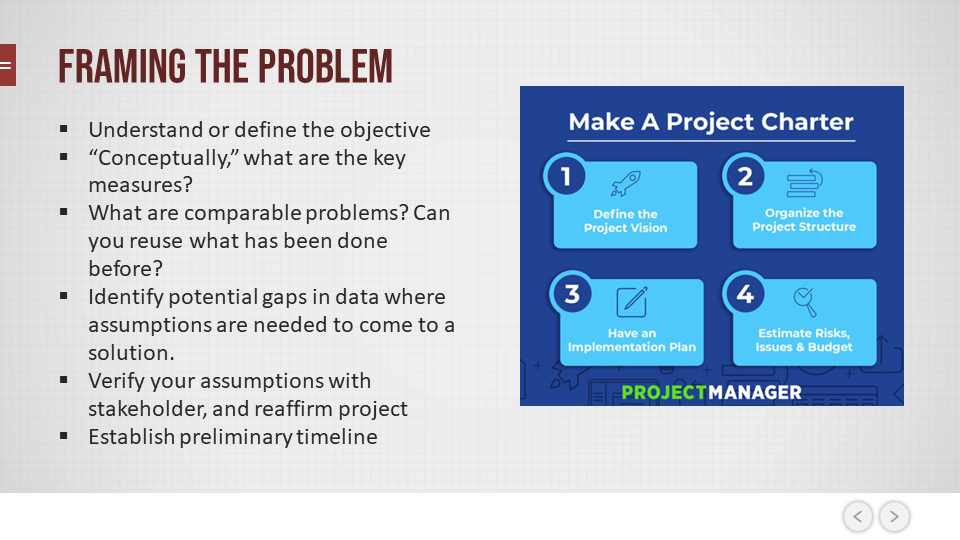 FRAMING THE PROBLEM
▪ Understand or define the objective
▪ “Conceptually,” what are the key
measures?
▪ What are comparable problems? Can
you reuse what has been done
before?
▪ Identify potential gaps in data where
assumptions are needed to come to a
solution.
▪ Verify your assumptions with
stakeholder, and reaffirm project
▪ Establish preliminary timeline
Make A Project Charter
1
Define the
Project Vision
2
Organize the
Project Structure
3
Have an
Implementation Plan
4
Estimate Risks,
Issues & Budget
PROJECTMANAGER